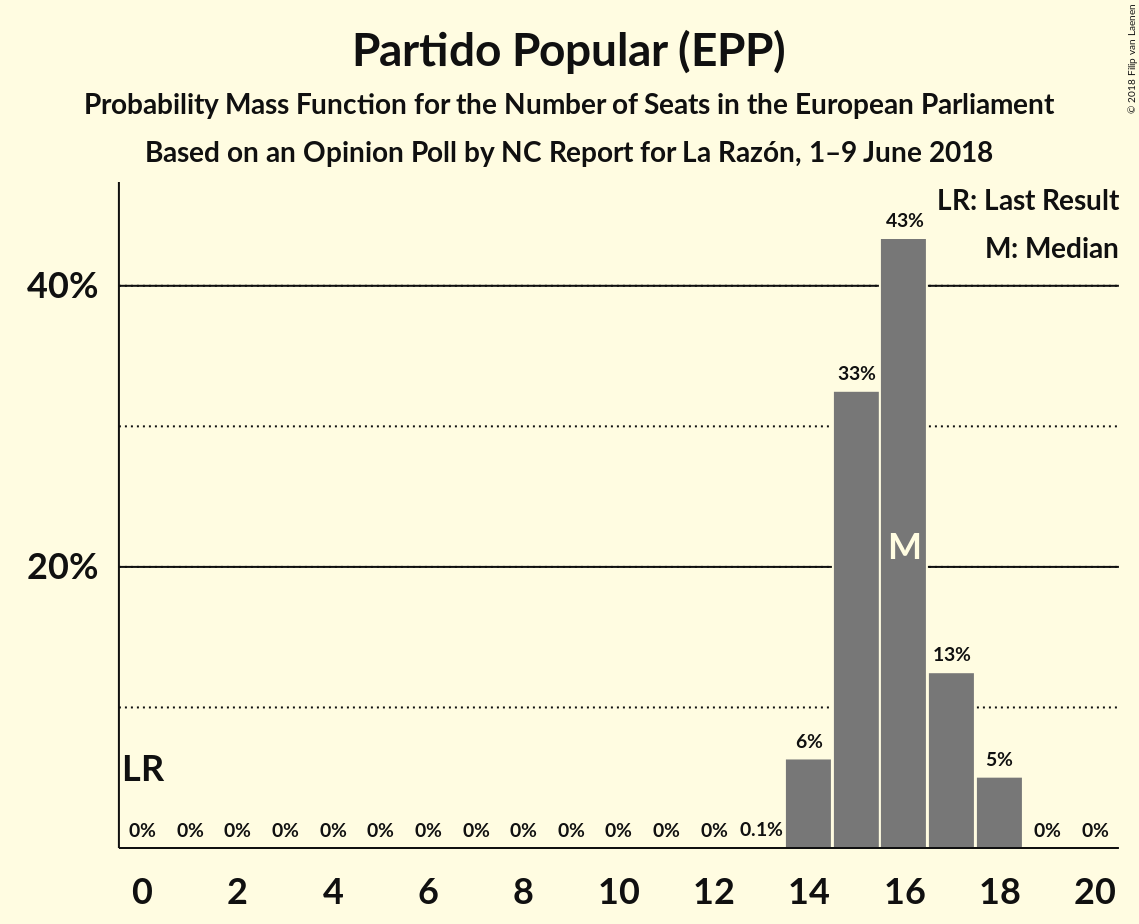 Partido Popular (EPP)
Probability Mass Function for the Number of Seats in the European Parliament
Based on an Opinion Poll by NC Report for La Razón, 1–9 June 2018
© 2018 Filip van Laenen
LR: Last Result
M: Median
40%
20%
43%
33%
M
13%
6%
5%
LR
0% 0% 0% 0% 0% 0% 0% 0% 0% 0% 0% 0% 0% 0.1% 0% 0%
0 2 4 6 8 10 12 14 16 18 20